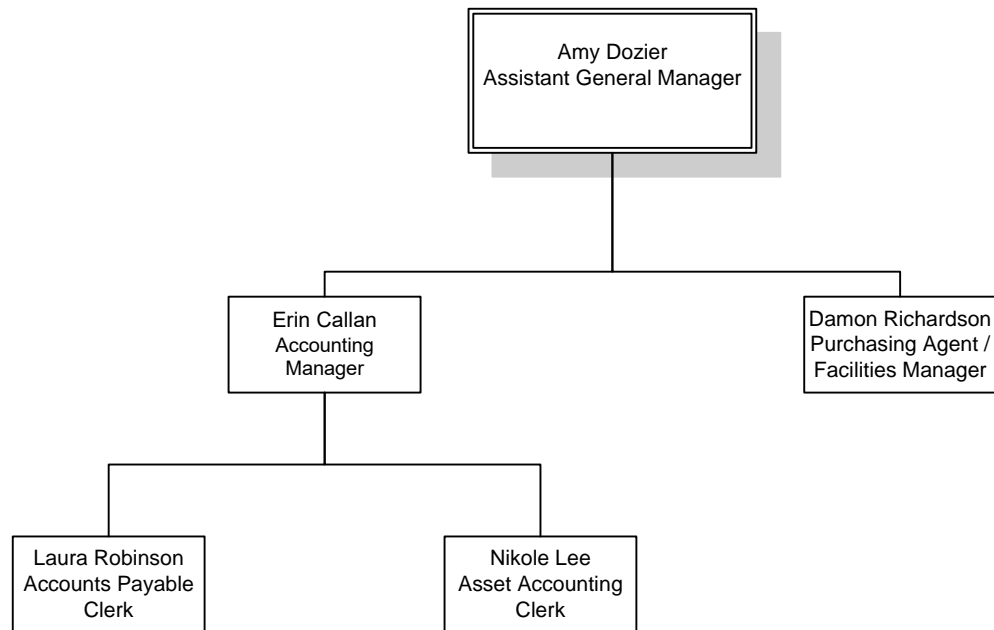 Amy Dozier
Assistant General Manager
Erin Callan
Accounting
Manager
Damon Richardson
Purchasing Agent /
Facilities Manager
Laura Robinson
Accounts Payable
Clerk
Nikole Lee
Asset Accounting
Clerk